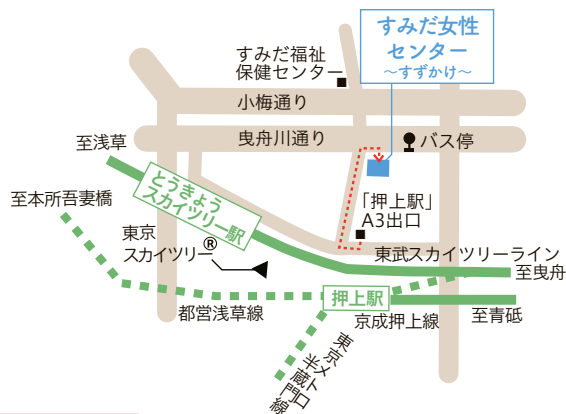 すみだ女性
センター
～すずかけ～
すみだ福祉
保健センター
小梅通り
曳舟川通り
バス停
至浅草
とうきょう
スカイツリー駅
「押上駅」
A3出口
至本所吾妻橋
東京
スカイツリー®
東武スカイツリーライン
至曳舟
押上駅
都営浅草線
京成押上線
至青砥
東京メトロ
半蔵門線